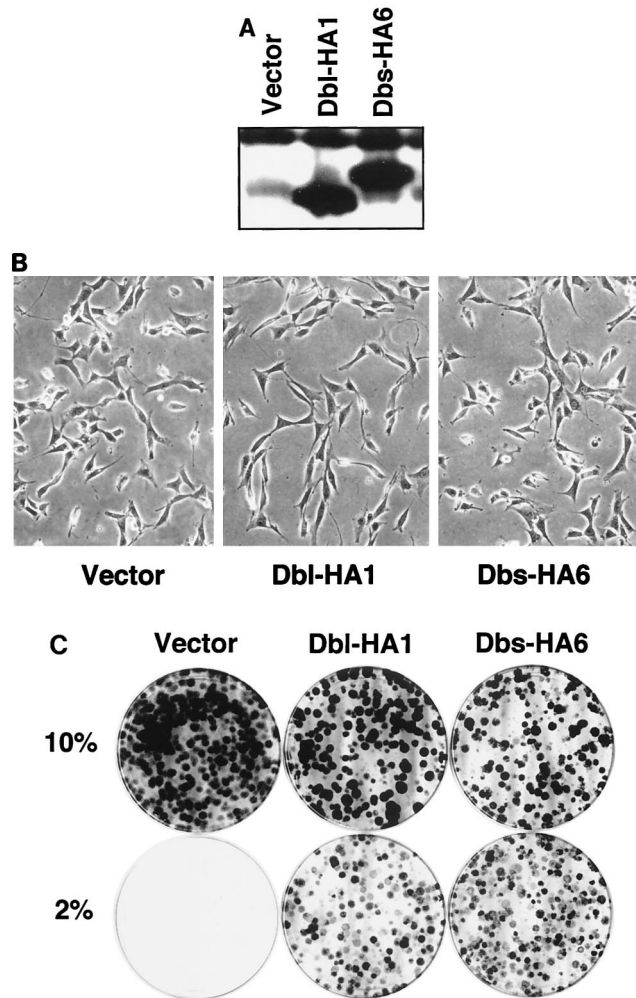 A
Vector
Dbl-HA1
Dbs-HA6
B
Vector
Dbl-HA1
Dbs-HA6
C
Vector
Dbl-HA1
Dbs-HA6
10%
2%